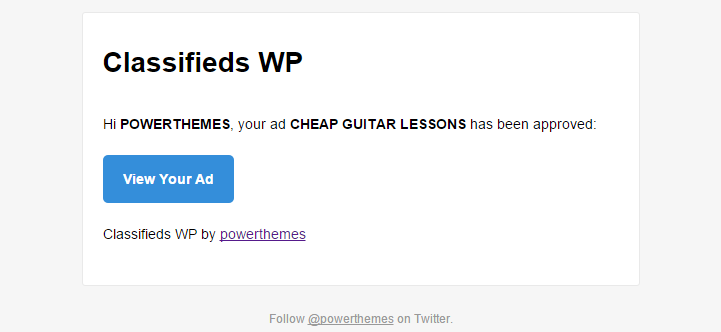 Classifieds WP
Hi POWERTHEMES, your ad CHEAP GUITAR LESSONS has been approved:
View Your Ad
Classifieds WP by powerthemes
Follow @powerthemes on Twitter.